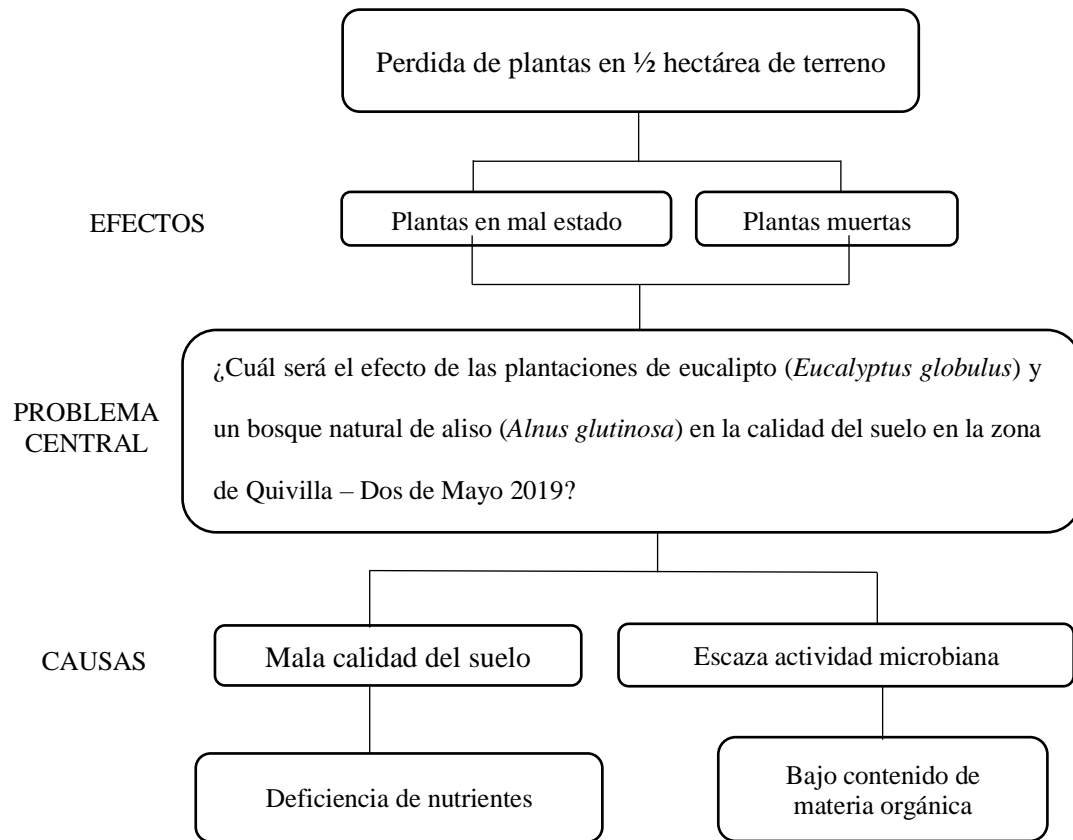 Perdida de plantas en ½ hectárea de terreno
EFECTOS
Plantas en mal estado
Plantas muertas
PROBLEMA
CENTRAL
¿Cuál será el efecto de las plantaciones de eucalipto (Eucalyptus globulus) y
un bosque natural de aliso (Alnus glutinosa) en la calidad del suelo en la zona
de Quivilla – Dos de Mayo 2019?
CAUSAS
Mala calidad del suelo
Escaza actividad microbiana
Deficiencia de nutrientes
Bajo contenido de
materia orgánica